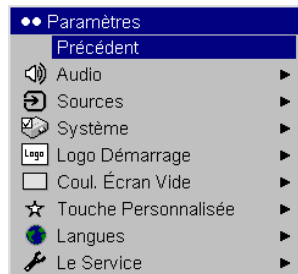 Paramètres
Précédent
Audio
Sources
Système
Logo Logo Démarrage
Coul. Écran Vide
Touche Personnalisée
Langues
Le Service